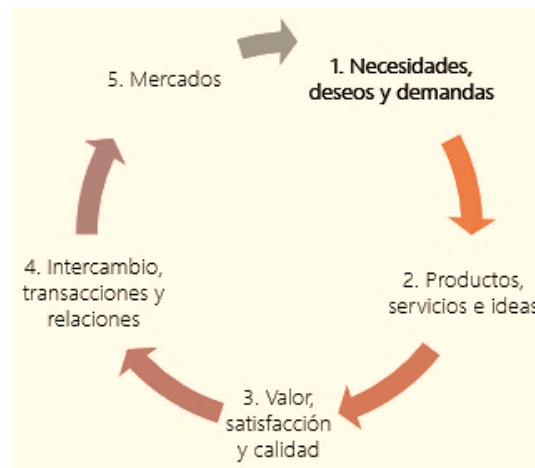 1. Necesidades,
deseos y demandas
2. Productos,
servicios e ideas
3. Valor,
satisfacción
y calidad
4. Intercambio,
transacciones y
relaciones
5. Mercados